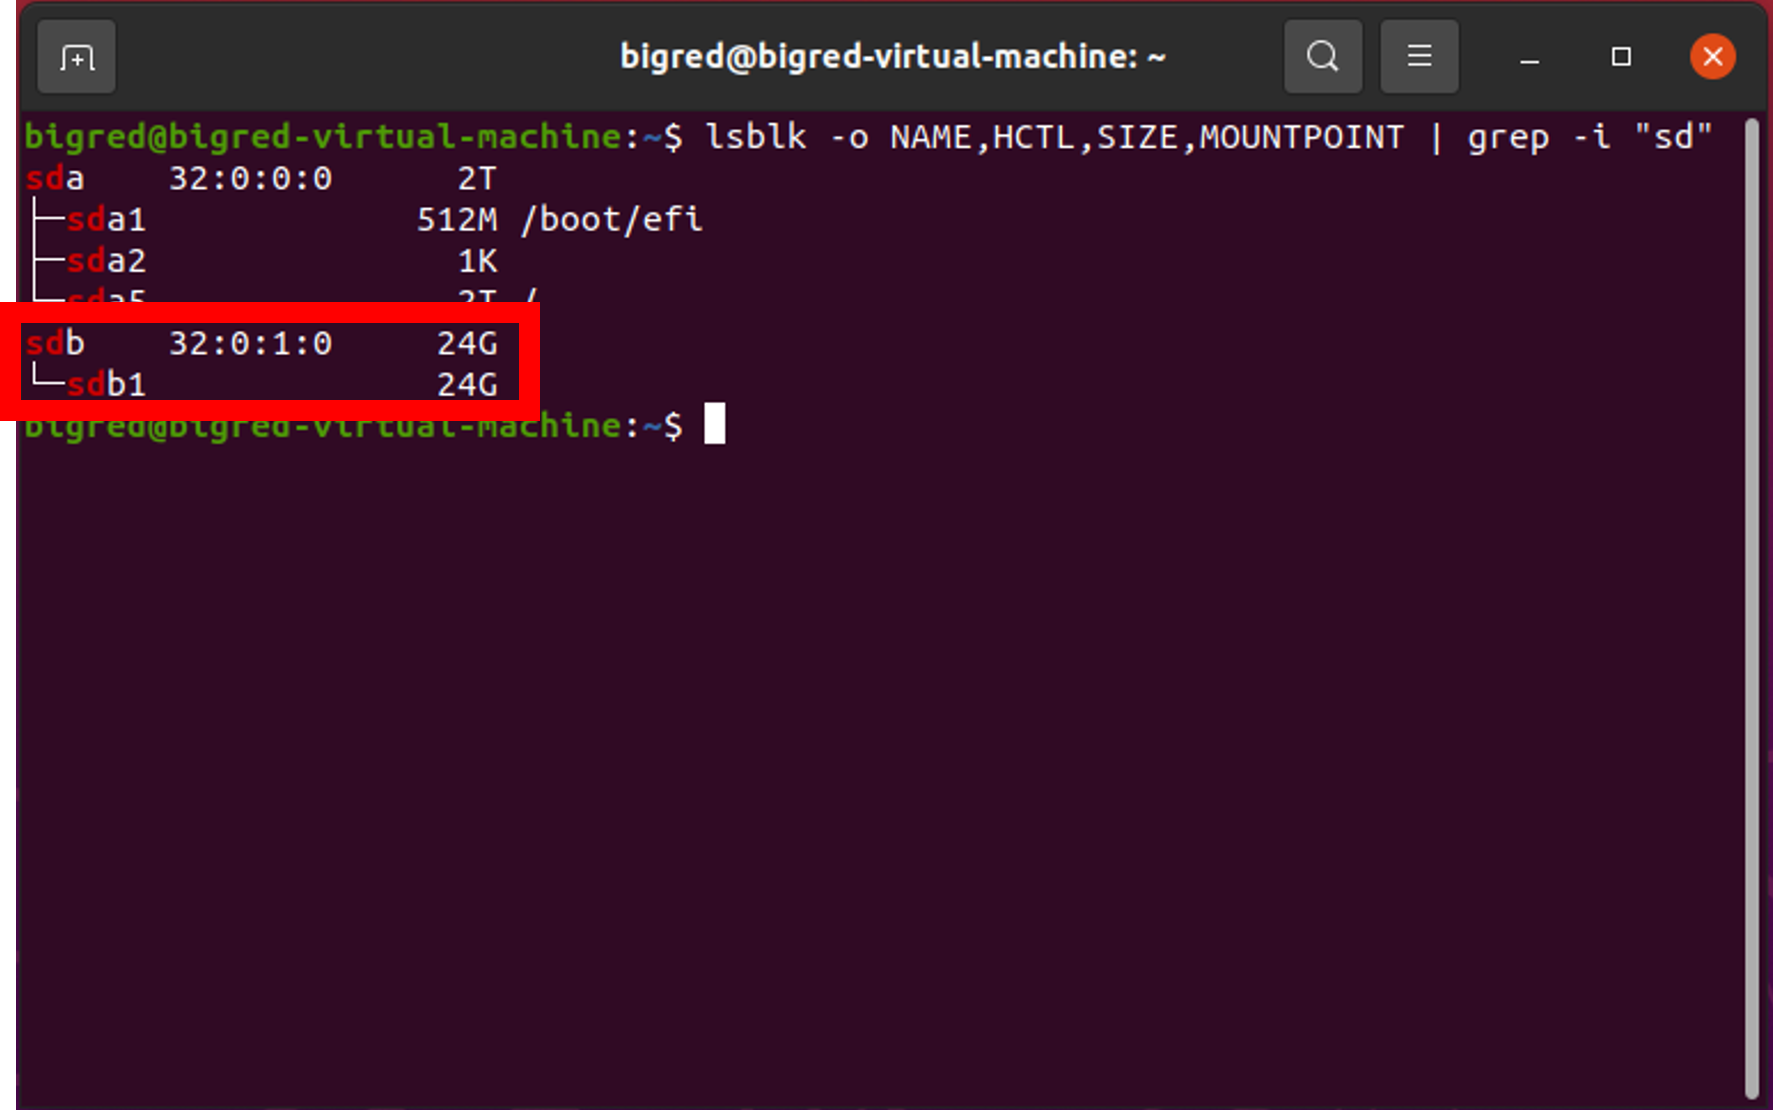 bigred@bigred-virtual-machine: ~
bigred@bigred-virtual-machine:~$ lsblk -o NAME,HCTL,SIZE,MOUNTPOINT | grep -i "sd"
sda    32:0:0:0      2T
├─sda1             512M /boot/efi
├─sda2               1K
└─sda5               2T /
sdb    32:0:1:0     24G
└─sdb1              24G
bigred@bigred-virtual-machine:~$